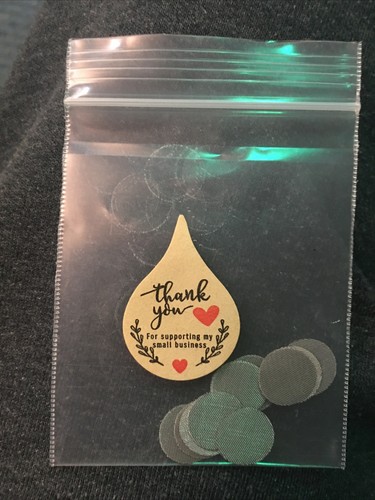 thank
you
For supporting my
small business